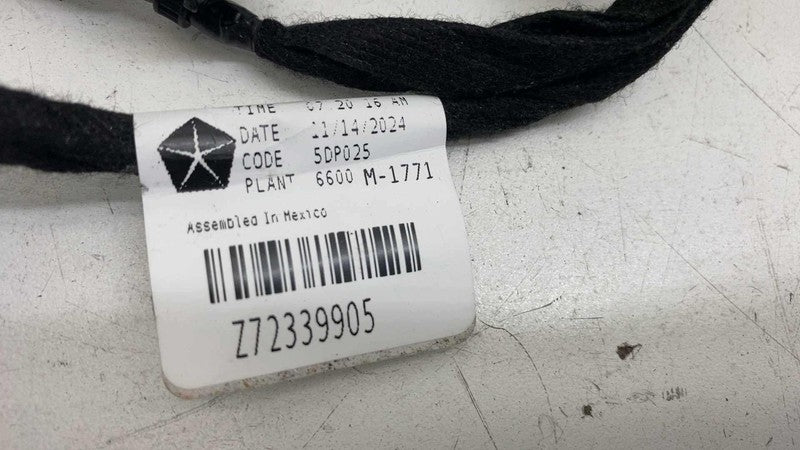 TIME 07 20 16 AM
DATE 11/14/2024
CODE 5DP025
PLANT 6600 M-1771
Assembled In Mexico
Z72339905